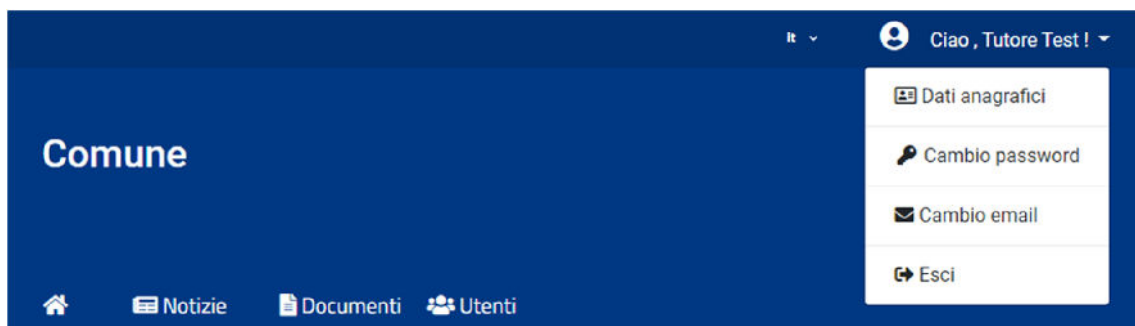 it
Ciao , Tutore Test !
Dati anagrafici
Comune
Cambio password
Cambio email
Esci
Notizie Documenti Utenti